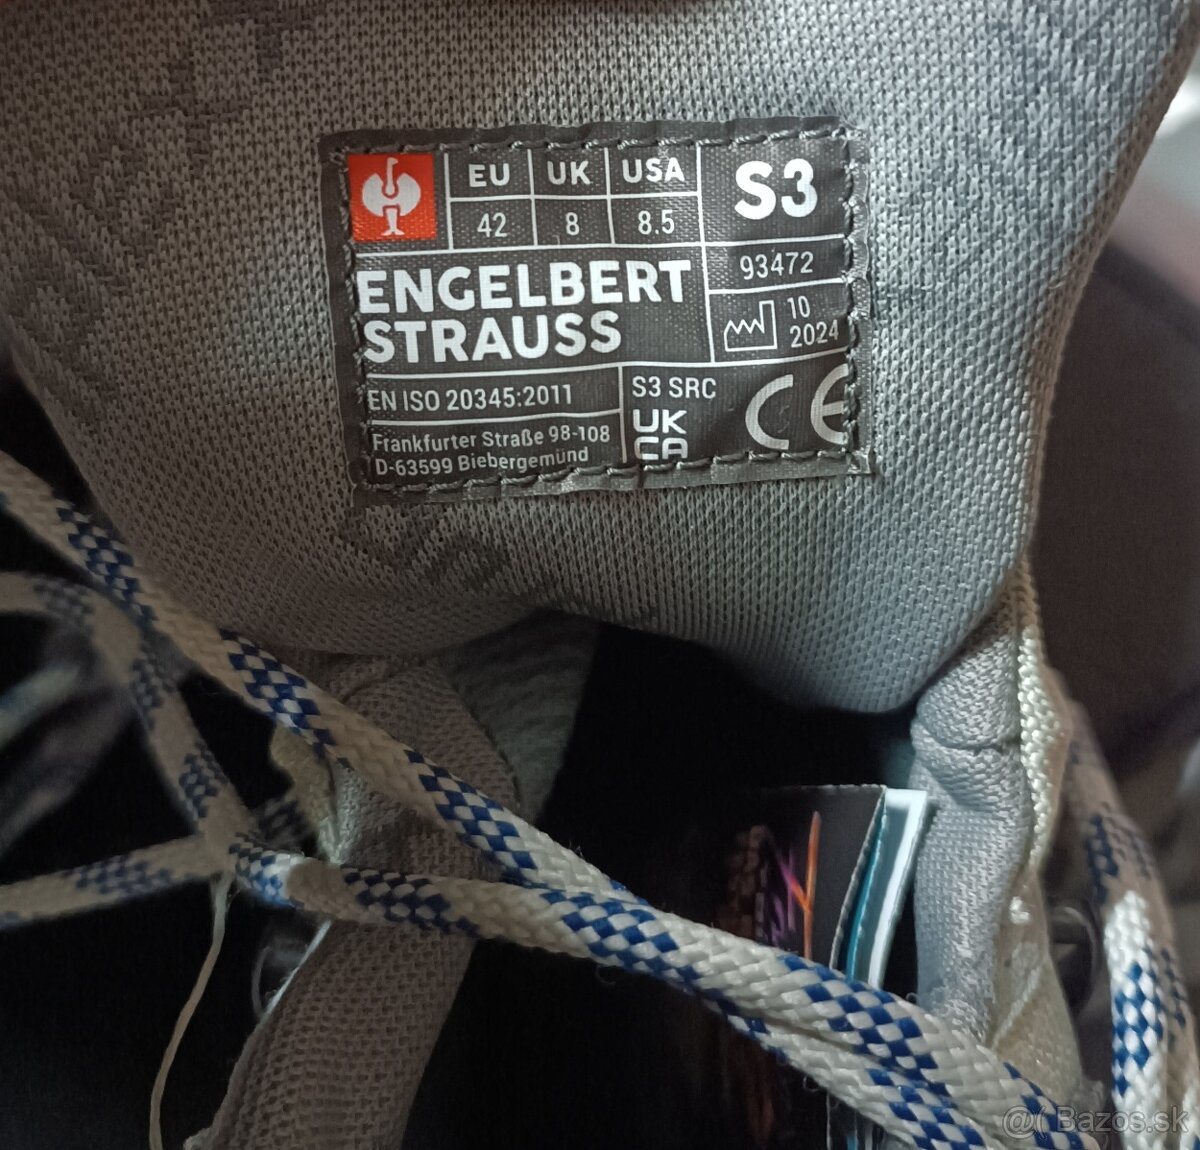 EU UK USA
42 8 8.5
S3
ENGELBERT
STRAUSS
93472
10
2024
EN ISO 20345:2011
Frankfurter Straße 98-108
D-63599 Biebergemünd
S3 SRC
UK
CA
CE
@( Bazos.sk